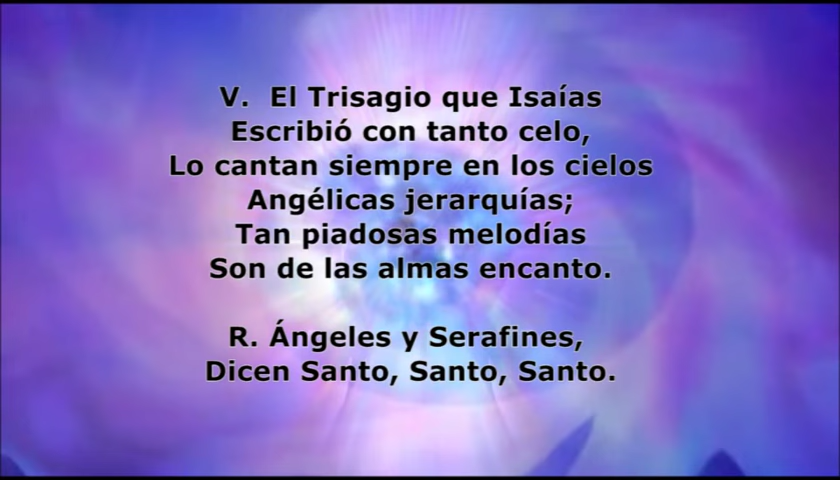 V.  El Trisagio que Isaías
Escribió con tanto celo,
Lo cantan siempre en los cielos
Angélicas jerarquías;
Tan piadosas melodías
Son de las almas encanto.
R. Ángeles y Serafines,
Dicen Santo, Santo, Santo.